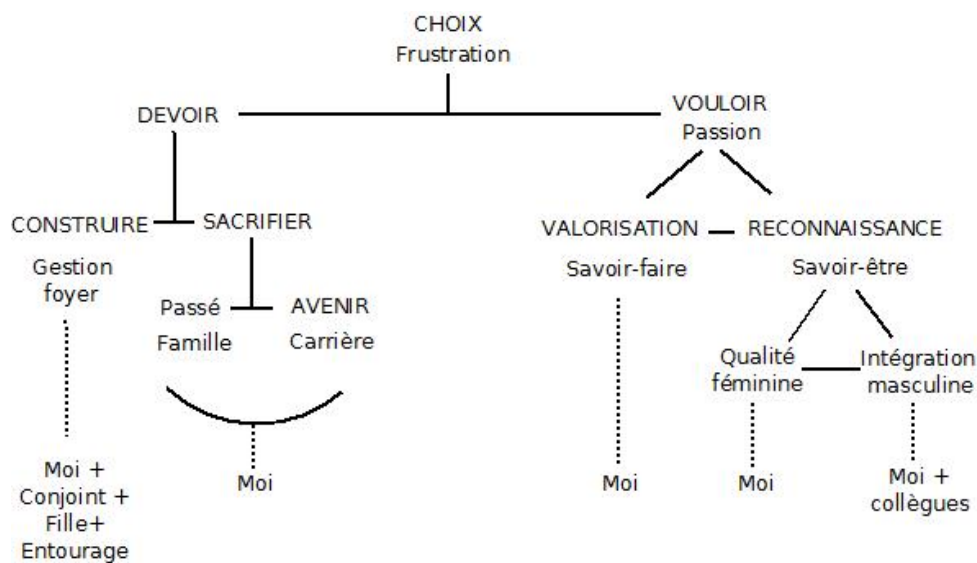 CHOIX
Frustration
DEVOIR
VOULOIR
Passion
CONSTRUIRE
SACRIFIER
VALORISATION
RECONNAISSANCE
Gestion
foyer
Savoir-faire
Savoir-être
Passé
Famille
AVENIR
Carrière
Qualité
féminine
Intégration
masculine
Moi +
Conjoint +
Fille+
Entourage
Moi
Moi
Moi
Moi +
collègues